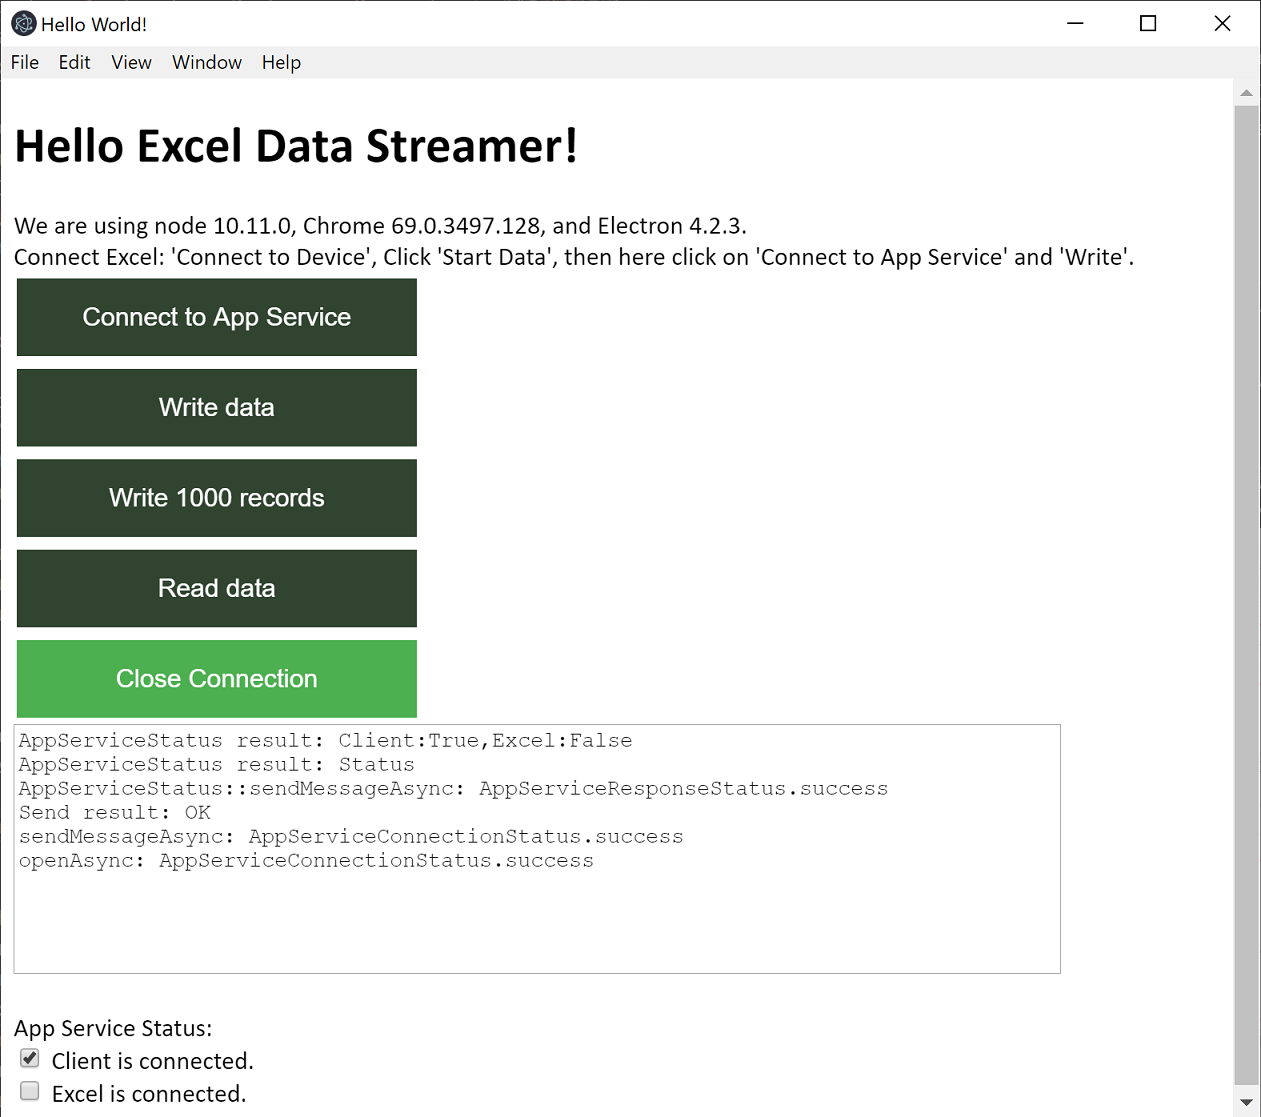 Hello World!
File Edit View Window Help
Hello Excel Data Streamer!
We are using node 10.11.0, Chrome 69.0.3497.128, and Electron 4.2.3.
Connect Excel: 'Connect to Device', Click 'Start Data', then here click on 'Connect to App Service' and 'Write'.
Connect to App Service
Write data
Write 1000 records
Read data
Close Connection
AppServiceStatus result: Client:True,Excel:False
AppServiceStatus result: Status
AppServiceStatus::sendMessageAsync: AppServiceResponseStatus.success
Send result: OK
sendMessageAsync: AppServiceConnectionStatus.success
openAsync: AppServiceConnectionStatus.success
App Service Status:
Client is connected.
Excel is connected.